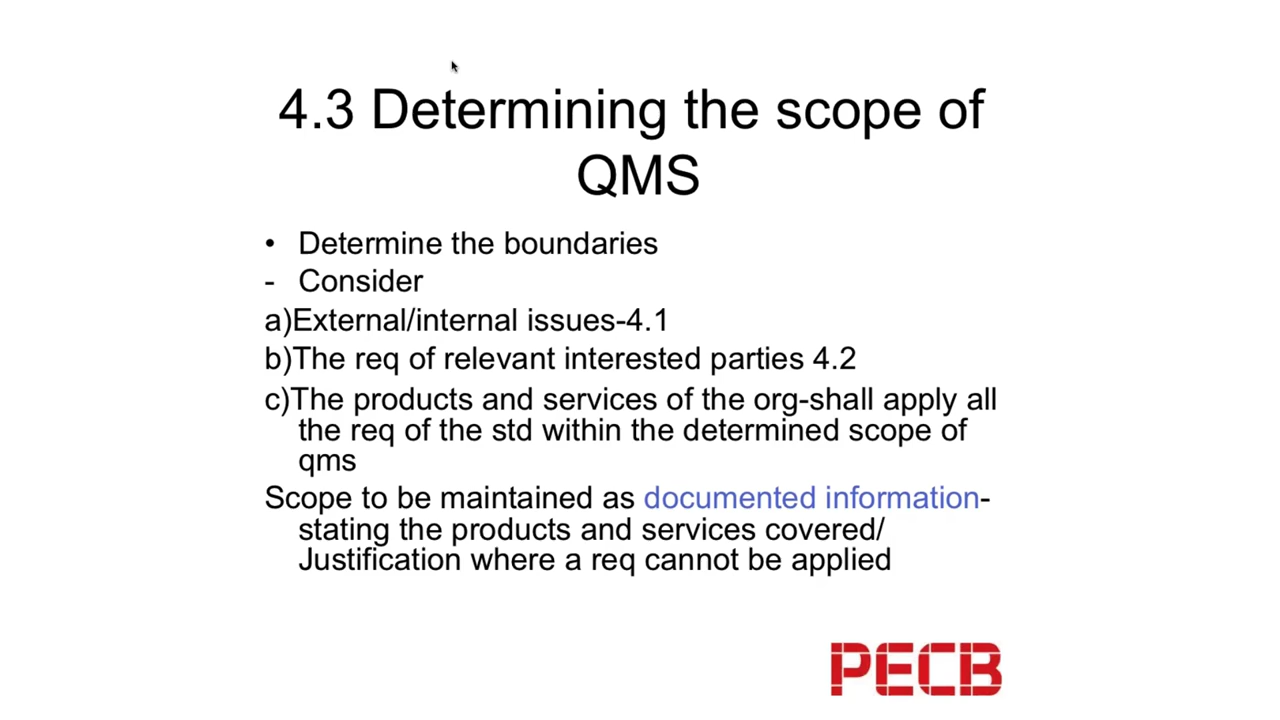 4.3 Determining the scope of
QMS
• Determine the boundaries
- Consider
a)External/internal issues-4.1
b)The req of relevant interested parties 4.2
c)The products and services of the org-shall apply all
the req of the std within the determined scope of
qms
Scope to be maintained as documented information-
stating the products and services covered/
Justification where a req cannot be applied
PECB